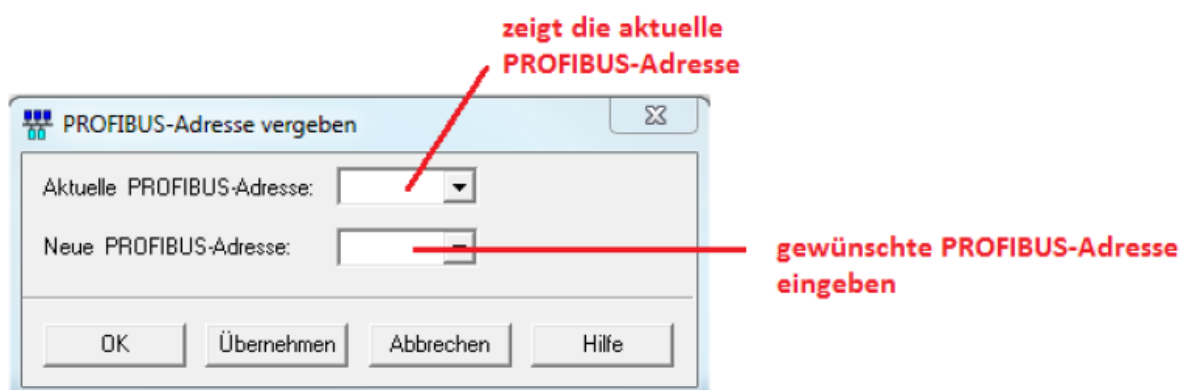 zeigt die aktuelle
PROFIBUS-Adresse
PROFIBUS-Adresse vergeben
Aktuelle PROFIBUS-Adresse:
Neue PROFIBUS-Adresse:
gewünschte PROFIBUS-Adresse
eingeben
OK Übernehmen Abbrechen Hilfe